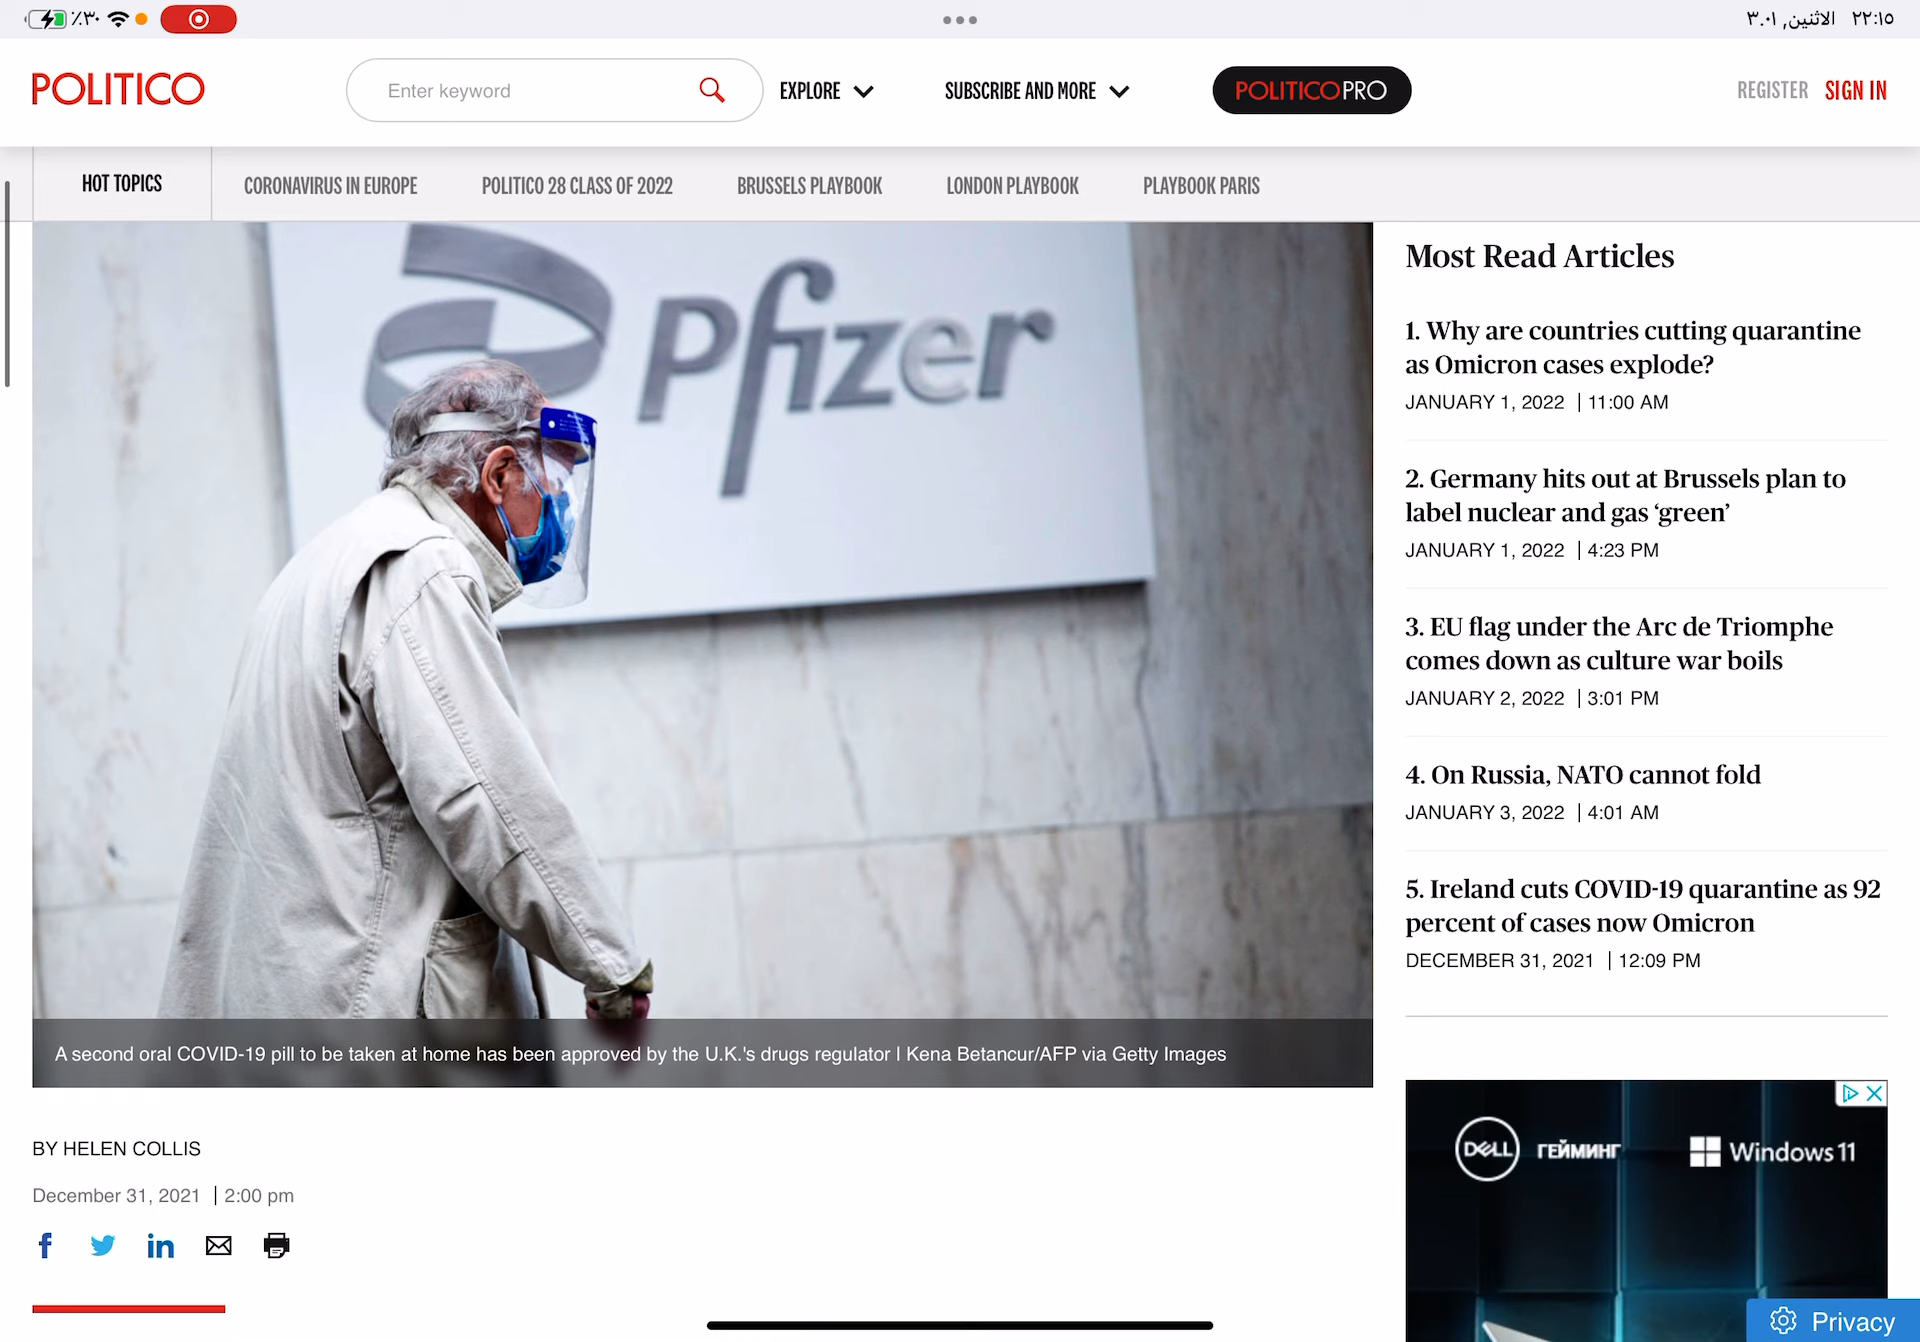 ٪٣٠
٢٢:١٥ الاثنين, ٣.٠١
POLITICO
Enter keyword
EXPLORE
SUBSCRIBE AND MORE
POLITICOPRO
REGISTER SIGN IN
HOT TOPICS
CORONAVIRUS IN EUROPE
POLITICO 28 CLASS OF 2022
BRUSSELS PLAYBOOK
LONDON PLAYBOOK
PLAYBOOK PARIS
Pfizer
A second oral COVID-19 pill to be taken at home has been approved by the U.K.'s drugs regulator | Kena Betancur/AFP via Getty Images
BY HELEN COLLIS
December 31, 2021 | 2:00 pm
f
in
Most Read Articles
1. Why are countries cutting quarantine
as Omicron cases explode?
JANUARY 1, 2022 | 11:00 AM
2. Germany hits out at Brussels plan to
label nuclear and gas ‘green’
JANUARY 1, 2022 | 4:23 PM
3. EU flag under the Arc de Triomphe
comes down as culture war boils
JANUARY 2, 2022 | 3:01 PM
4. On Russia, NATO cannot fold
JANUARY 3, 2022 | 4:01 AM
5. Ireland cuts COVID-19 quarantine as 92
percent of cases now Omicron
DECEMBER 31, 2021 | 12:09 PM
DELL ГЕЙМИНГ
Windows 11
Privacy